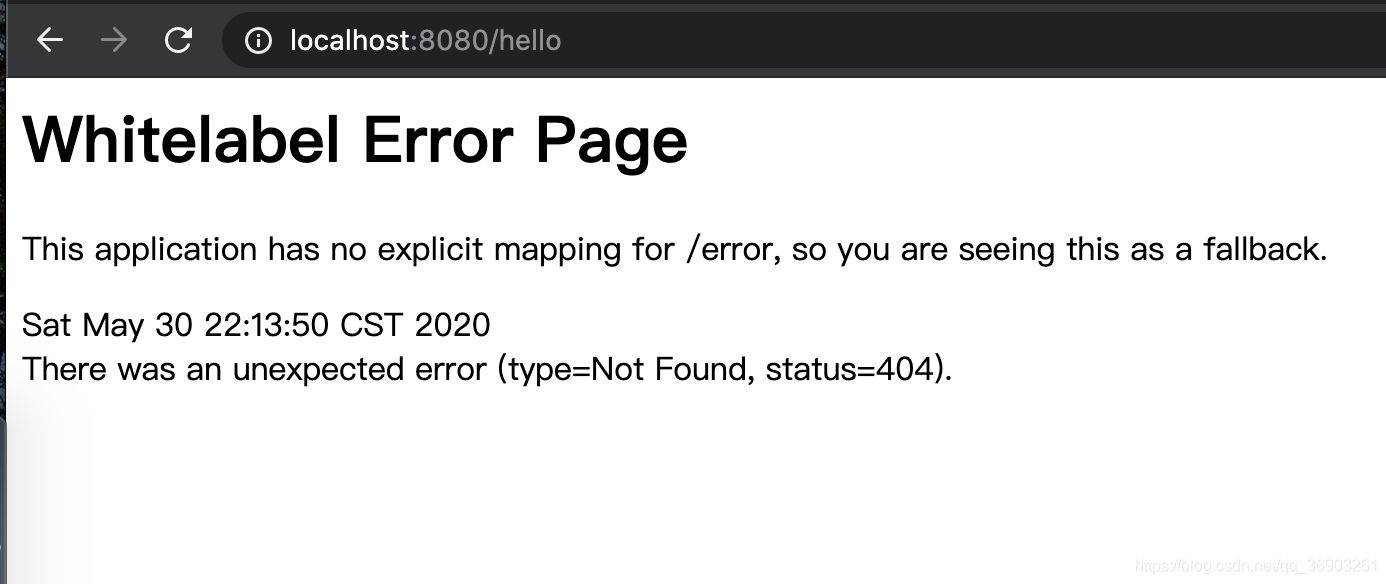 localhost:8080/hello
Whitelabel Error Page
This application has no explicit mapping for /error, so you are seeing this as a fallback.
Sat May 30 22:13:50 CST 2020
There was an unexpected error (type=Not Found, status=404).
https://blog.csdn.net/qq_36903261